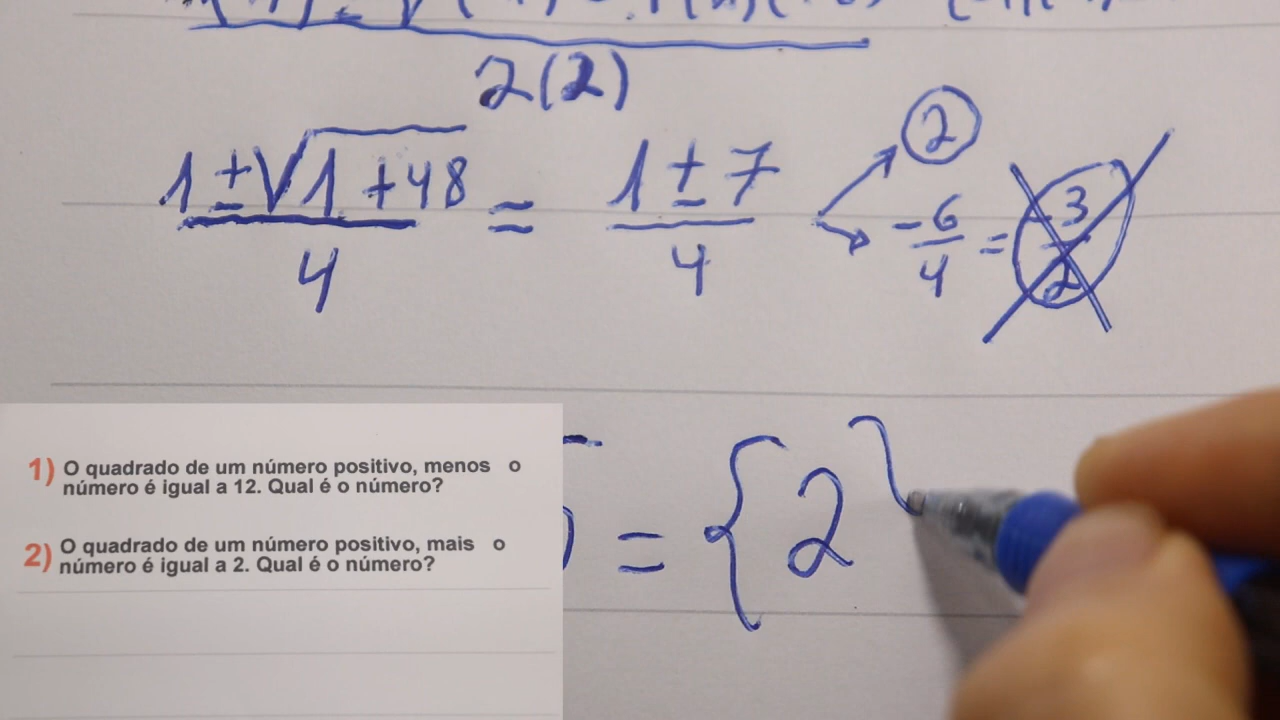 2(2)
1 ± √1 + 48 / 4 = 1 ± 7 / 4
2
-6/4 = -3/2
= {2}
1) O quadrado de um número positivo, menos o
número é igual a 12. Qual é o número?
2) O quadrado de um número positivo, mais o
número é igual a 2. Qual é o número?